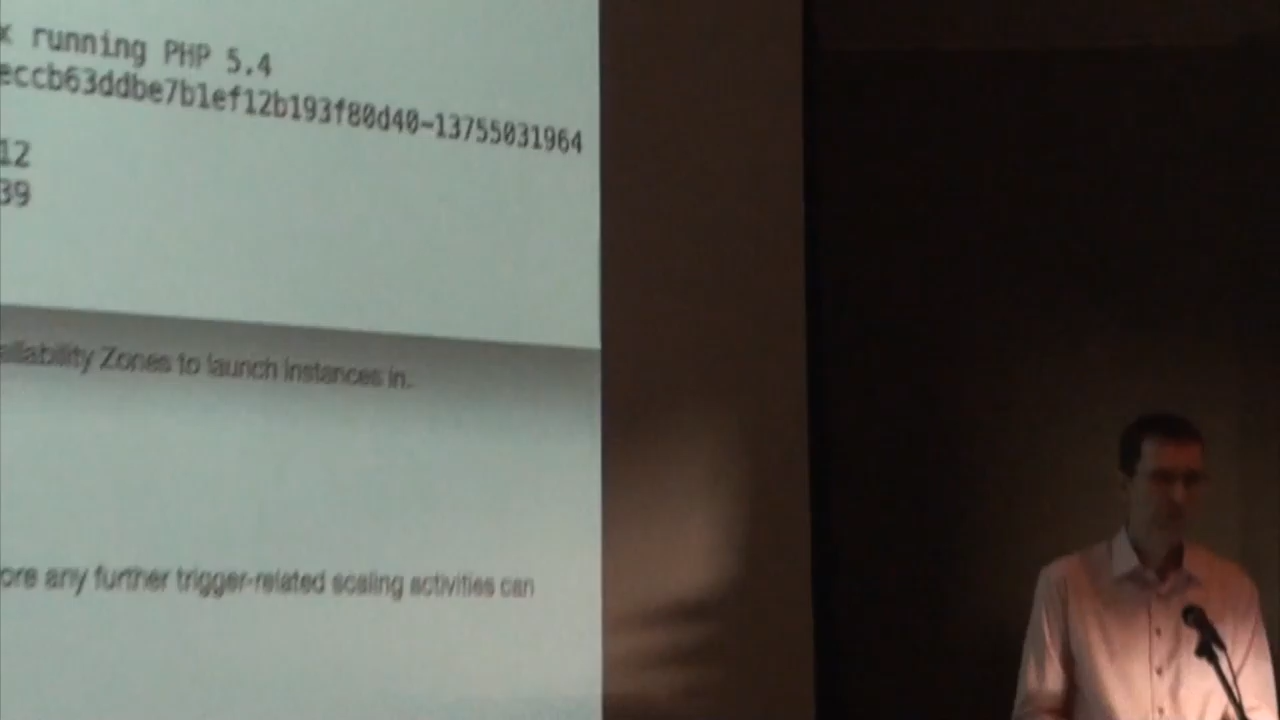 running PHP 5.4
eccb63ddbe7b1ef12b193f80d40-13755031964
12
39
ailability Zones to launch instances in.
ore any further trigger-related scaling activities can